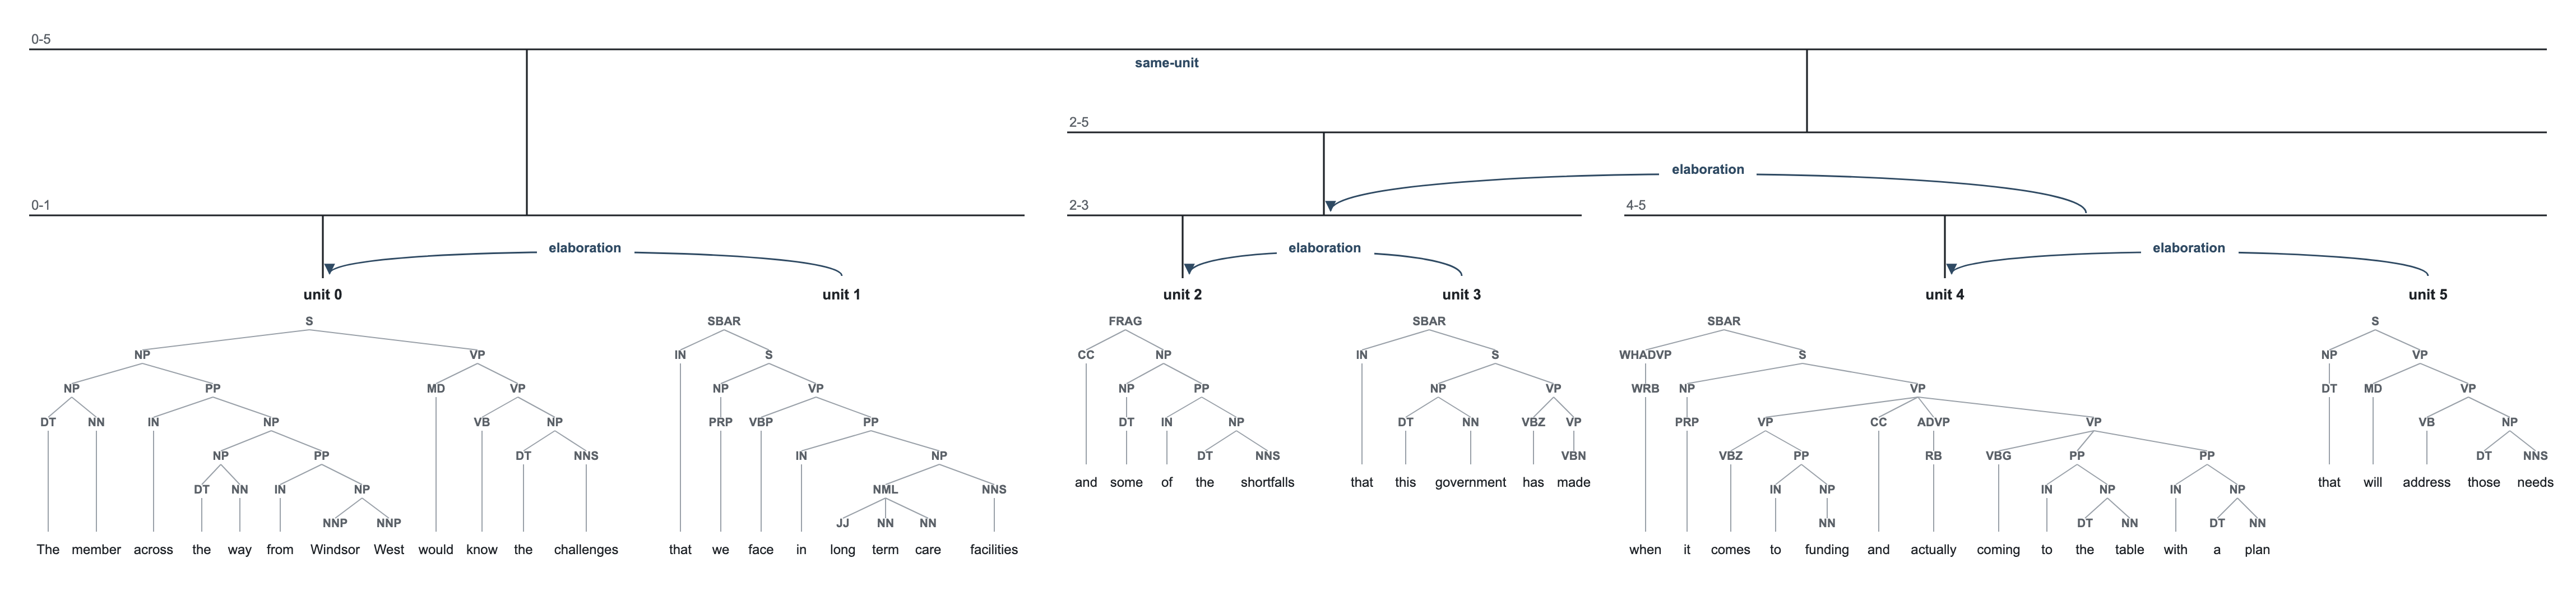 0-5
same-unit
2-5
elaboration
0-1 2-3 4-5
elaboration elaboration elaboration
unit 0 unit 1 unit 2 unit 3 unit 4 unit 5
S SBAR FRAG SBAR SBAR S
NP VP IN S CC NP IN S WHADVP S NP VP
NP PP MD VP NP VP NP PP NP VP WRB NP VP DT MD VP
DT NN IN NP VB NP PRP VBP PP DT IN NP DT NN VBZ VP PRP VP CC ADVP VP VB NP
NP PP DT NNS IN NP DT NNS VBN VBZ PP RB VBG PP PP DT NNS
and some of the shortfalls that this government has made that will address those needs
DT NN IN NP NML NNS IN NP IN NP IN NP
NNP NNP JJ NN NN NN DT NN DT NN
The member across the way from Windsor West would know the challenges that we face in long term care facilities when it comes to funding and actually coming to the table with a plan